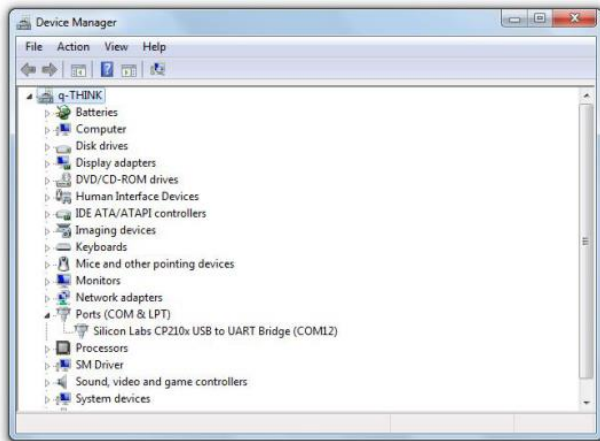 Device Manager
File Action View Help
q-THINK
Batteries
Computer
Disk drives
Display adapters
DVD/CD-ROM drives
Human Interface Devices
IDE ATA/ATAPI controllers
Imaging devices
Keyboards
Mice and other pointing devices
Monitors
Network adapters
Ports (COM & LPT)
Silicon Labs CP210x USB to UART Bridge (COM12)
Processors
SM Driver
Sound, video and game controllers
System devices